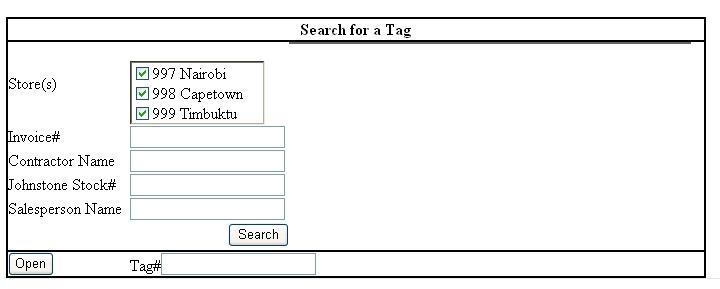 Search for a Tag
Store(s)
997 Nairobi
998 Capetown
999 Timbuktu
Invoice#
Contractor Name
Johnstone Stock#
Salesperson Name
Search
Open Tag#